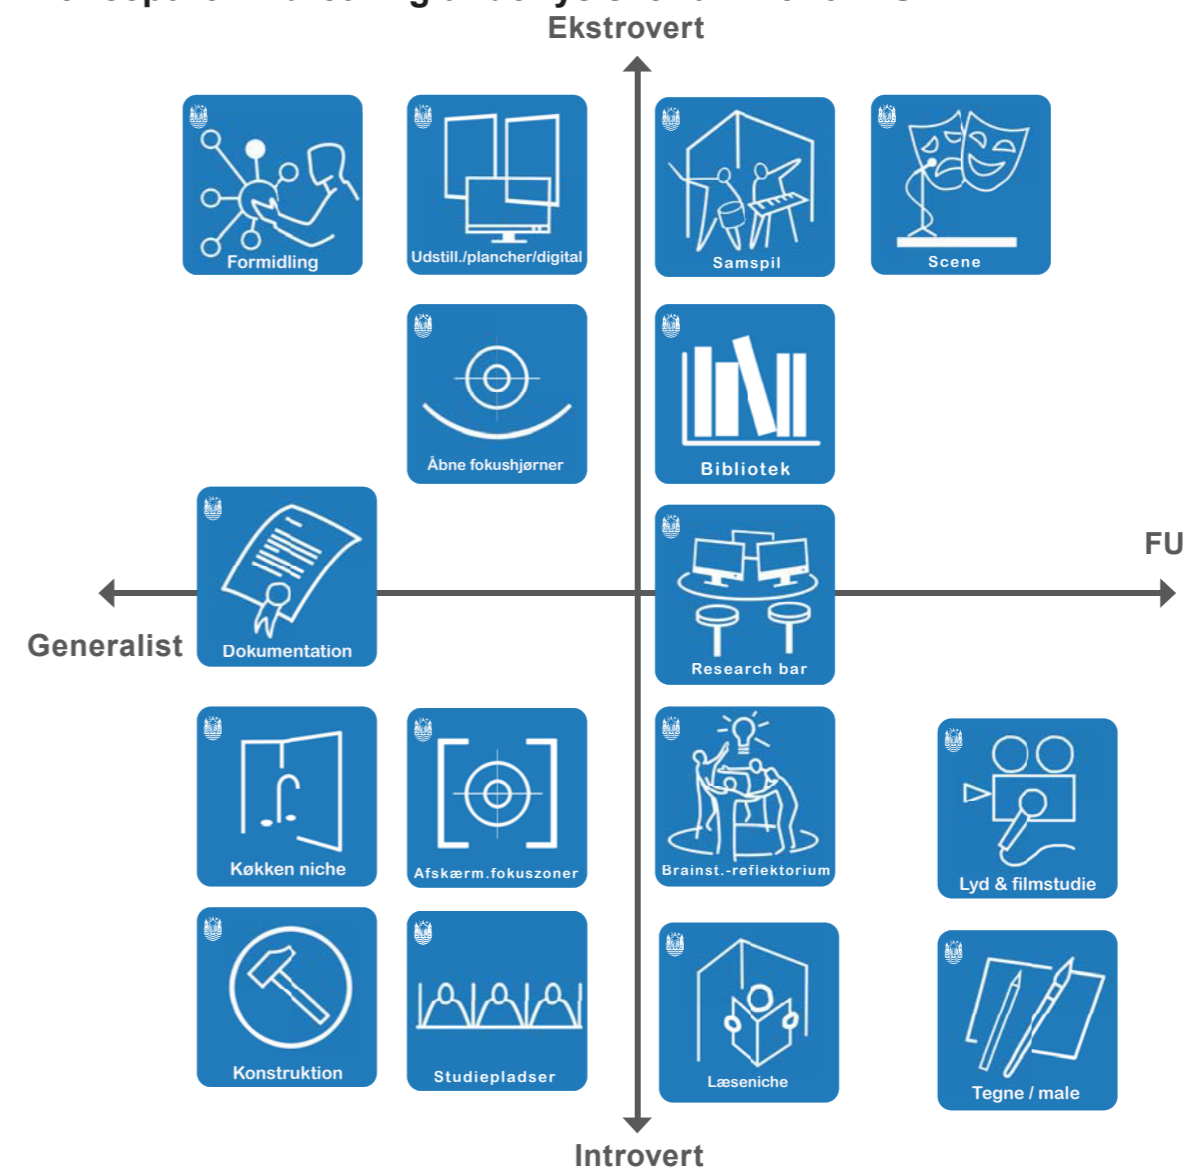 Ekstrovert
Formidling
Udstill./plancher/digital
Samspil
Scene
Åbne fokushjørner
Bibliotek
FU
Generalist
Dokumentation
Research bar
Køkken niche
Afskærm.fokuszoner
Brainst.-reflektorium
Lyd & filmstudie
Konstruktion
Studiepladser
Læseniche
Tegne / male
Introvert